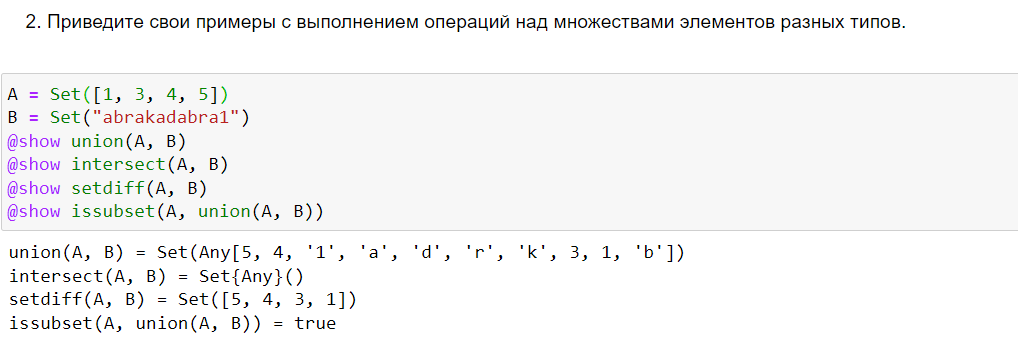 2. Приведите свои примеры с выполнением операций над множествами элементов разных типов.
A = Set([1, 3, 4, 5])
B = Set("abrakadabra1")
@show union(A, B)
@show intersect(A, B)
@show setdiff(A, B)
@show issubset(A, union(A, B))
union(A, B) = Set(Any[5, 4, '1', 'a', 'd', 'r', 'k', 3, 1, 'b'])
intersect(A, B) = Set{Any}()
setdiff(A, B) = Set([5, 4, 3, 1])
issubset(A, union(A, B)) = true